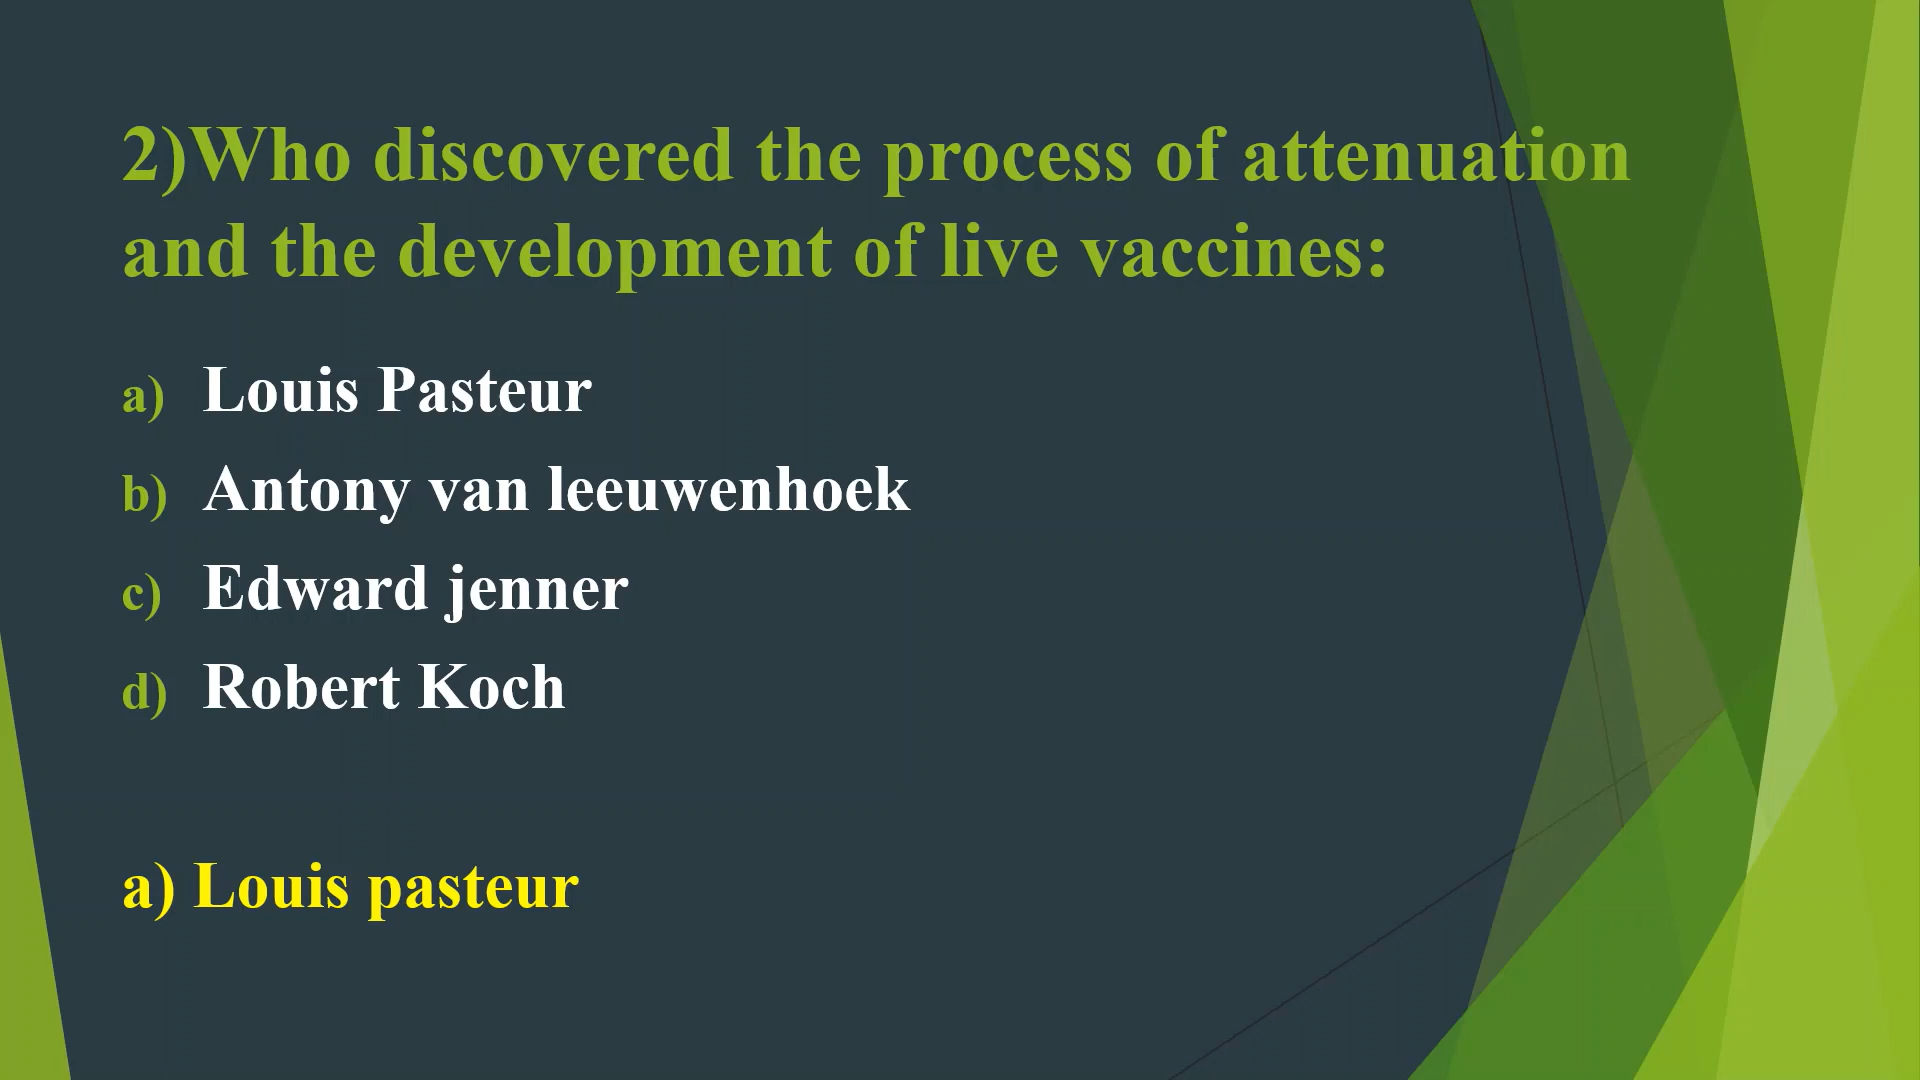 2)Who discovered the process of attenuation
and the development of live vaccines:
a) Louis Pasteur
b) Antony van leeuwenhoek
c) Edward jenner
d) Robert Koch
a) Louis pasteur